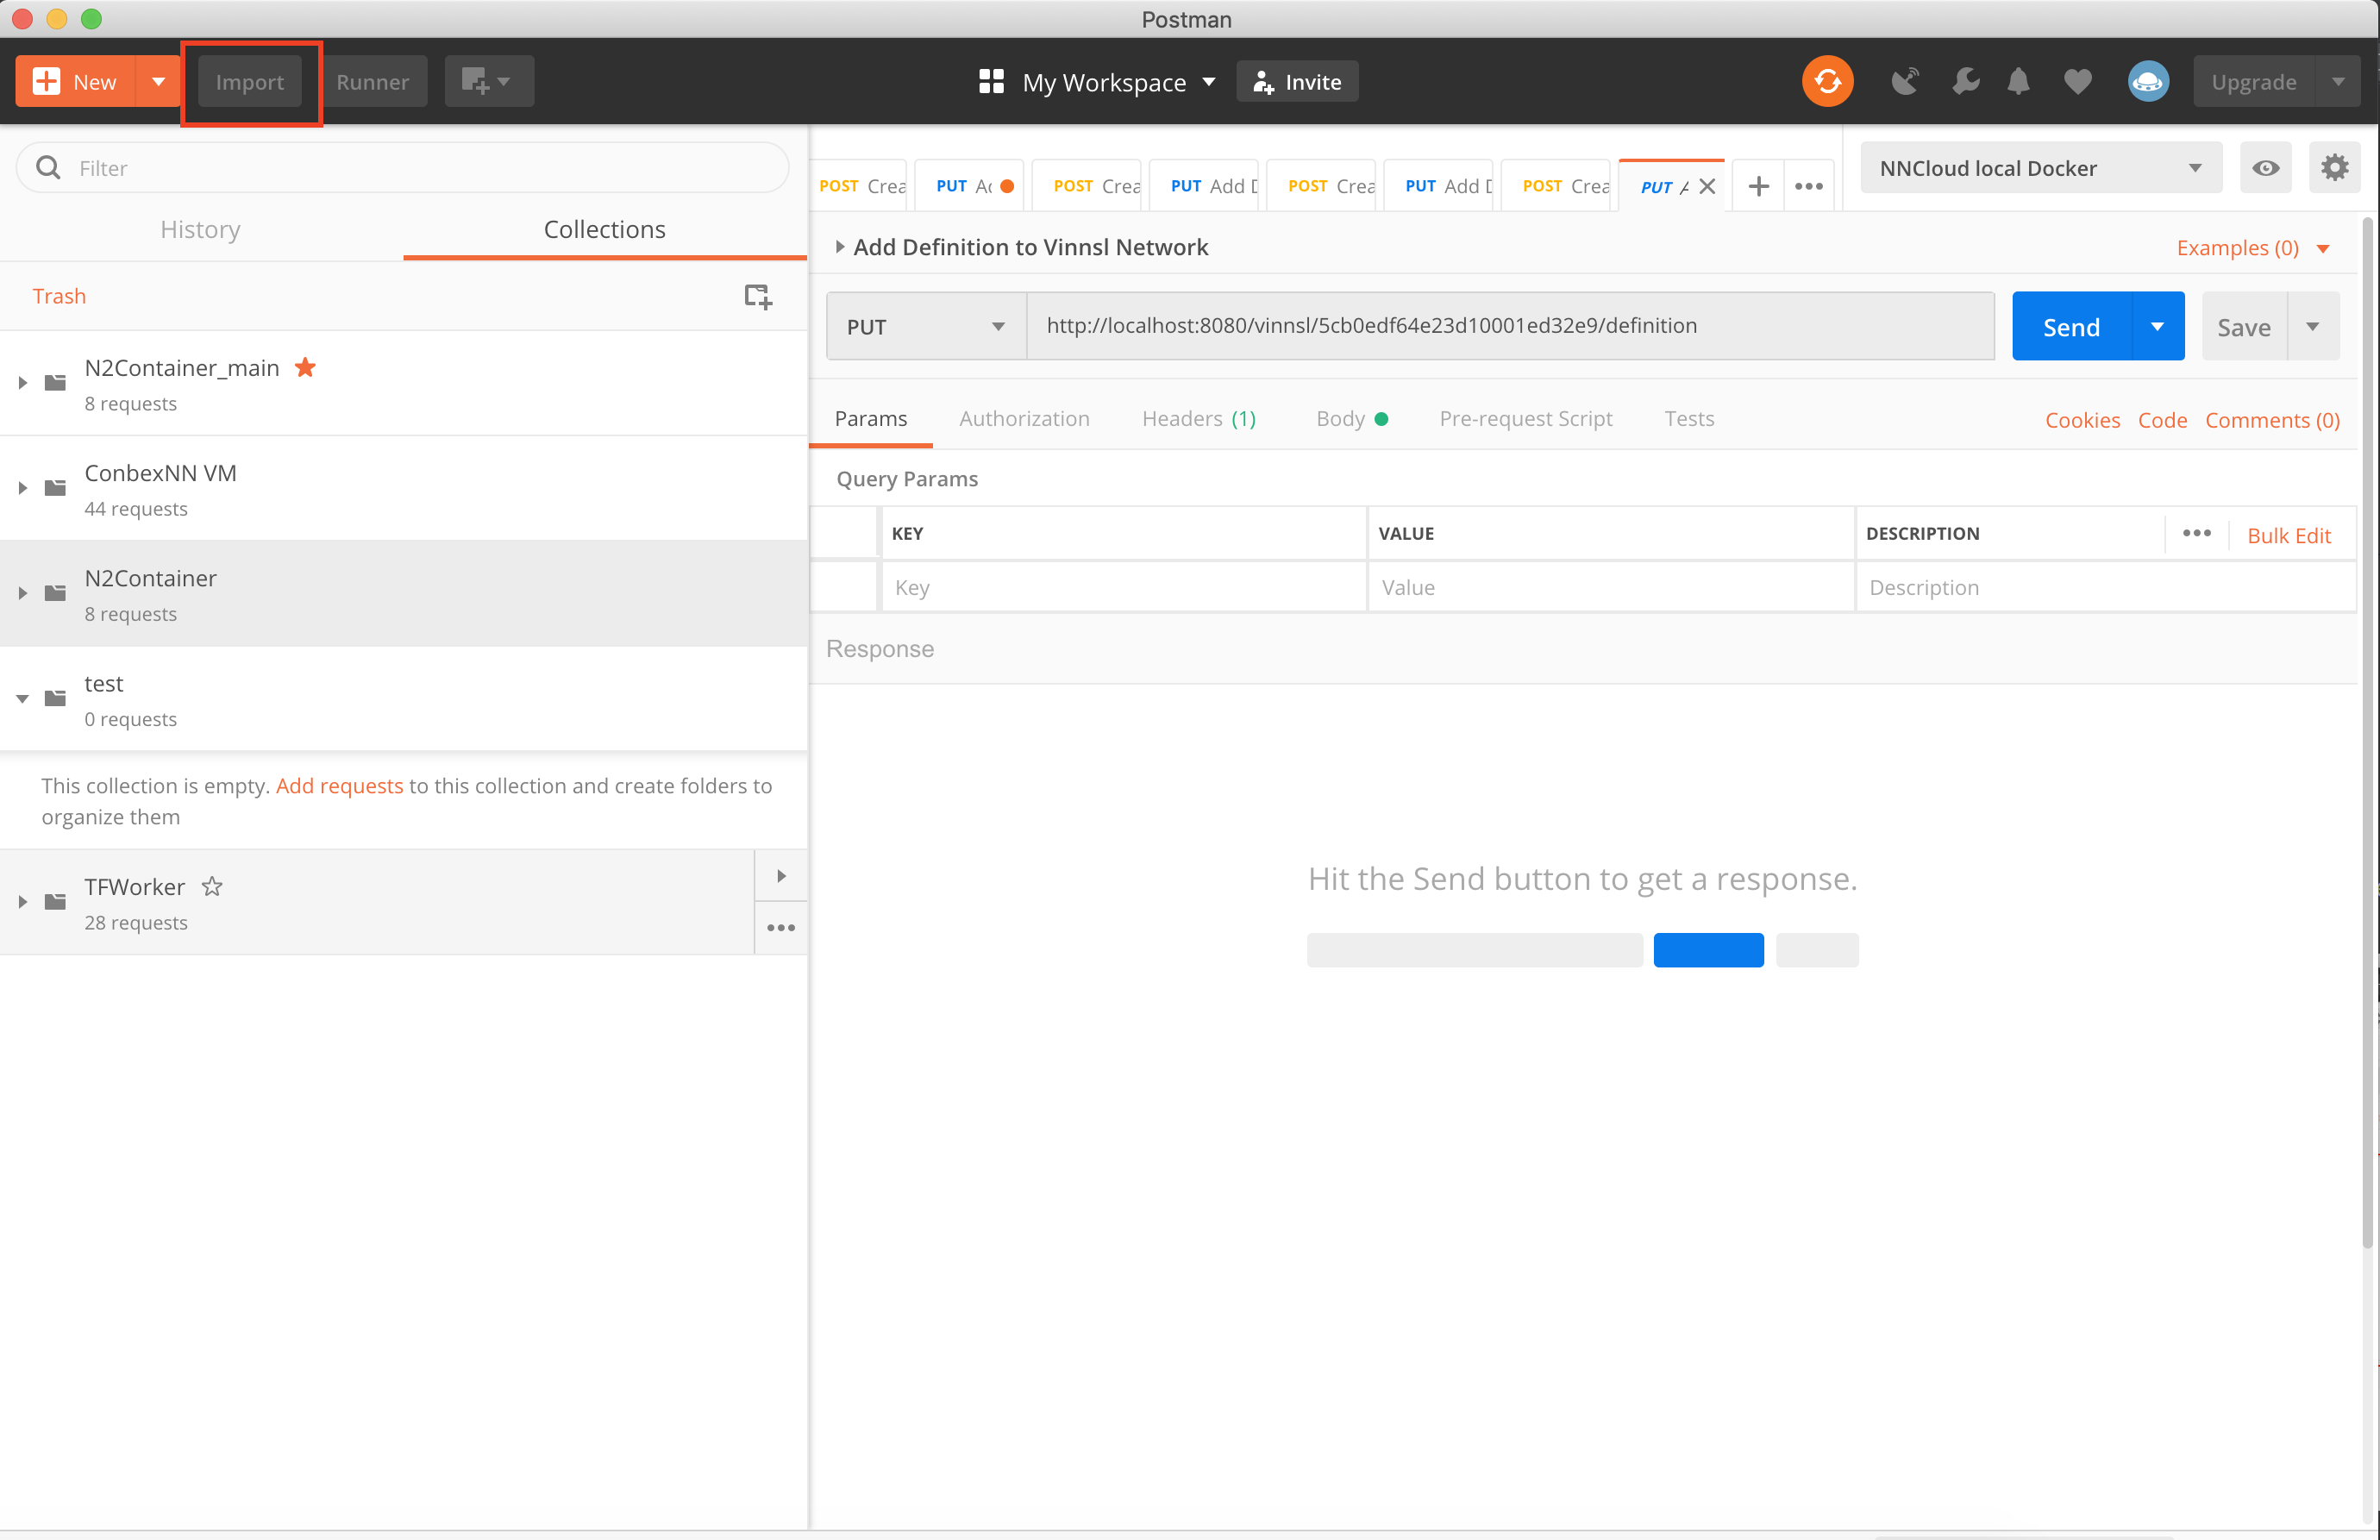 Postman
New
Import
Runner
My Workspace
Invite
Upgrade
Filter
History
Collections
Trash
N2Container_main
8 requests
ConbexNN VM
44 requests
N2Container
8 requests
test
0 requests
This collection is empty. Add requests to this collection and create folders to
organize them
TFWorker
28 requests
POST Crea
PUT Ac
POST Crea
PUT Add D
POST Crea
PUT Add D
POST Crea
PUT A
NNCloud local Docker
Add Definition to Vinnsl Network
Examples (0)
PUT
http://localhost:8080/vinnsl/5cb0edf64e23d10001ed32e9/definition
Send
Save
Params
Authorization
Headers (1)
Body
Pre-request Script
Tests
Cookies
Code
Comments (0)
Query Params
KEY
VALUE
DESCRIPTION
Bulk Edit
Key
Value
Description
Response
Hit the Send button to get a response.